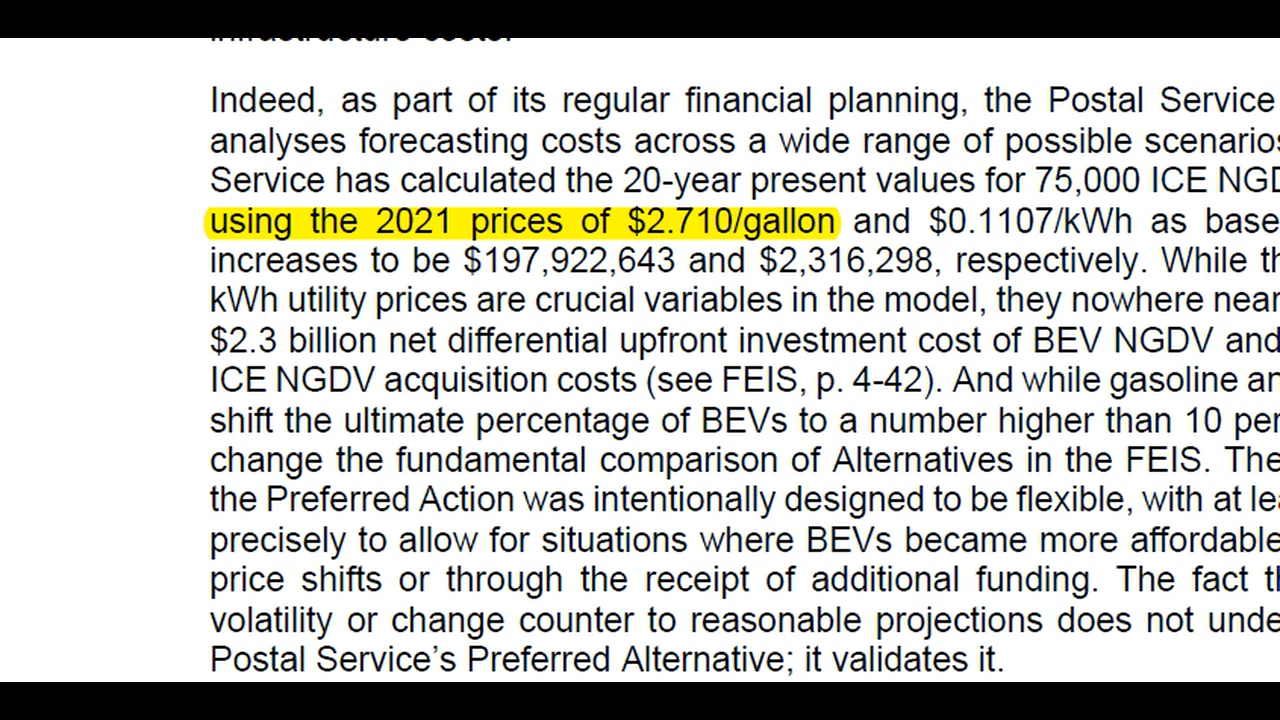 Indeed, as part of its regular financial planning, the Postal Service
analyses forecasting costs across a wide range of possible
Service has calculated the 20-year present values for 75,000 ICE
using the 2021 prices of $2.710/gallon and $0.1107/kWh as
increases to be $197,922,643 and $2,316,298, respectively. While
kWh utility prices are crucial variables in the model, they nowhere
$2.3 billion net differential upfront investment cost of BEV NGDV and
ICE NGDV acquisition costs (see FEIS, p. 4-42). And while gasoline
shift the ultimate percentage of BEVs to a number higher than 10
change the fundamental comparison of Alternatives in the FEIS.
the Preferred Action was intentionally designed to be flexible, with at
precisely to allow for situations where BEVs became more affordable
price shifts or through the receipt of additional funding. The fact
volatility or change counter to reasonable projections does not
Postal Service’s Preferred Alternative; it validates it.